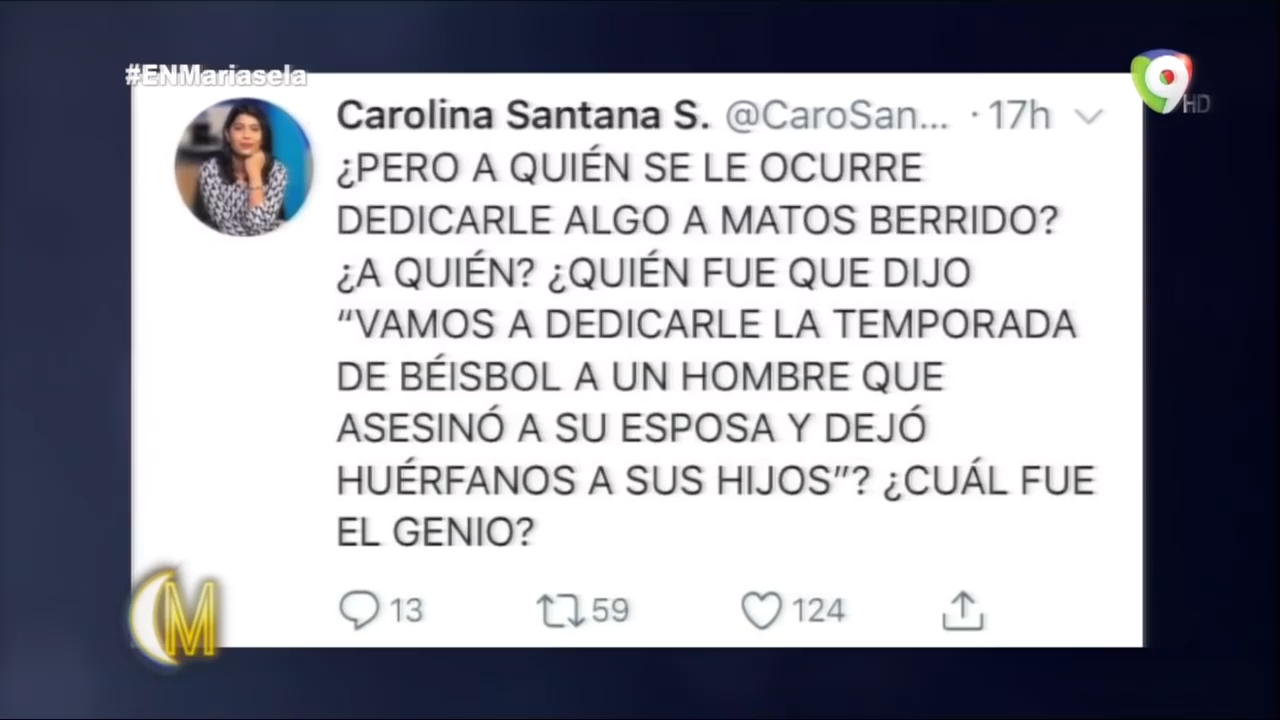 #ENMariasela
9
HD
Carolina Santana S. @CaroSan... · 17h
¿PERO A QUIÉN SE LE OCURRE
DEDICARLE ALGO A MATOS BERRIDO?
¿A QUIÉN? ¿QUIÉN FUE QUE DIJO
“VAMOS A DEDICARLE LA TEMPORADA
DE BÉISBOL A UN HOMBRE QUE
ASESINÓ A SU ESPOSA Y DEJÓ
HUÉRFANOS A SUS HIJOS”? ¿CUÁL FUE
EL GENIO?
13 59 124
M